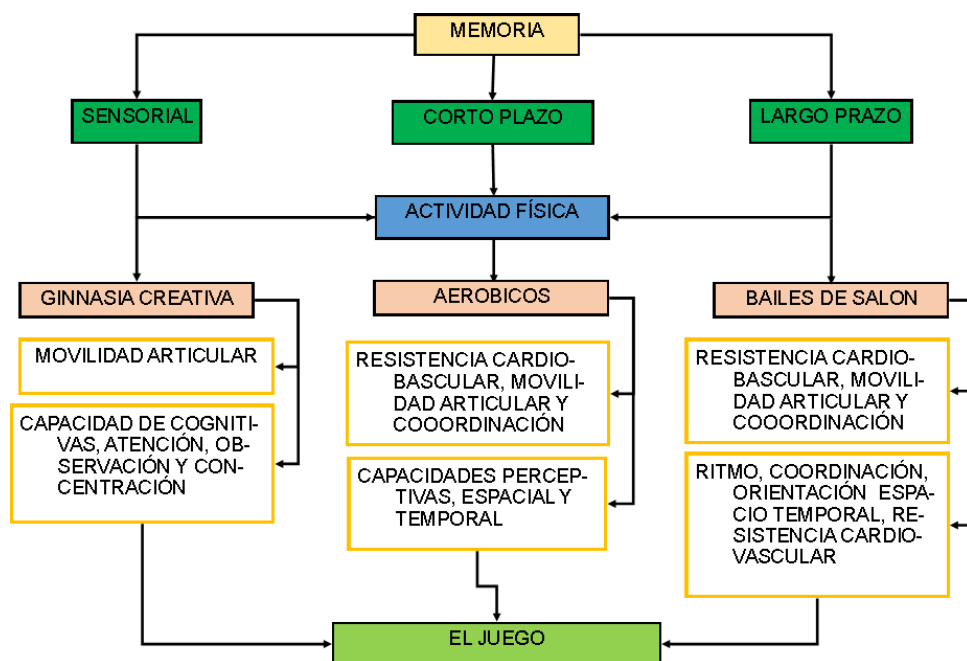 MEMORIA
SENSORIAL
CORTO PLAZO
LARGO PRAZO
ACTIVIDAD FÍSICA
GINNASIA CREATIVA
AEROBICOS
BAILES DE SALON
MOVILIDAD ARTICULAR
RESISTENCIA CARDIO-
BASCULAR, MOVILI-
DAD ARTICULAR Y
COOORDINACIÓN
RESISTENCIA CARDIO-
BASCULAR, MOVILI-
DAD ARTICULAR Y
COOORDINACIÓN
CAPACIDAD DE COGNITI-
VAS, ATENCIÓN, OB-
SERVACIÓN Y CON-
CENTRACIÓN
CAPACIDADES PERCEP-
TIVAS, ESPACIAL Y
TEMPORAL
RITMO, COORDINACIÓN,
ORIENTACIÓN ESPA-
CIO TEMPORAL, RE-
SISTENCIA CARDIO-
VASCULAR
EL JUEGO